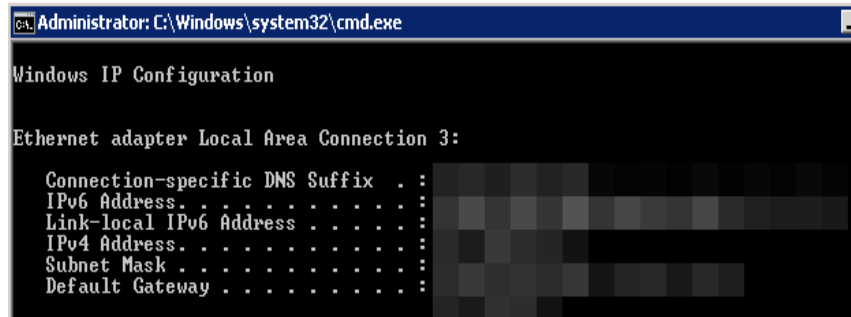 Administrator: C:\Windows\system32\cmd.exe
Windows IP Configuration
Ethernet adapter Local Area Connection 3:
Connection-specific DNS Suffix . :
IPv6 Address. . . . . . . . . . . :
Link-local IPv6 Address . . . . . :
IPv4 Address. . . . . . . . . . . :
Subnet Mask . . . . . . . . . . . :
Default Gateway . . . . . . . . . :